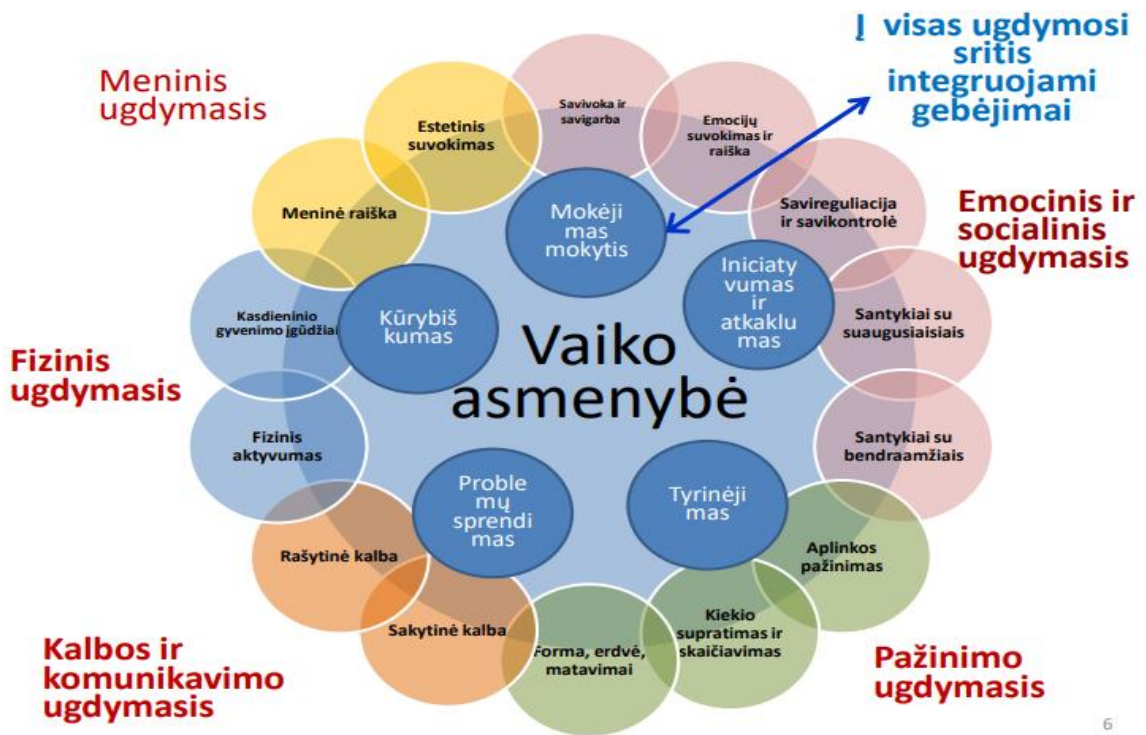 Į visas ugdymosi
sritis
integruojami
gebėjimai
Meninis
ugdymasis
Estetinis
suvokimas
Savivoka ir
savigarba
Emocijų
suvokimas ir
raiška
Meninė raiška
Mokėji
mas
mokytis
Savireguliacija
ir savikontrolė
Emocinis ir
socialinis
ugdymasis
Iniciaty
vumas
ir
atkaklu
mas
Kasdieninio
gyvenimo įgūdžiai
Kūrybiš
kumas
Santykiai su
suaugusiaisiais
Vaiko
asmenybė
Fizinis
ugdymasis
Fizinis
aktyvumas
Santykiai su
bendraamžiais
Proble
mų
sprendi
mas
Tyrinėji
mas
Rašytinė kalba
Aplinkos
pažinimas
Sakytinė kalba
Forma, erdvė,
matavimai
Kiekio
supratimas ir
skaičiavimas
Kalbos ir
komunikavimo
ugdymasis
Pažinimo
ugdymasis
6